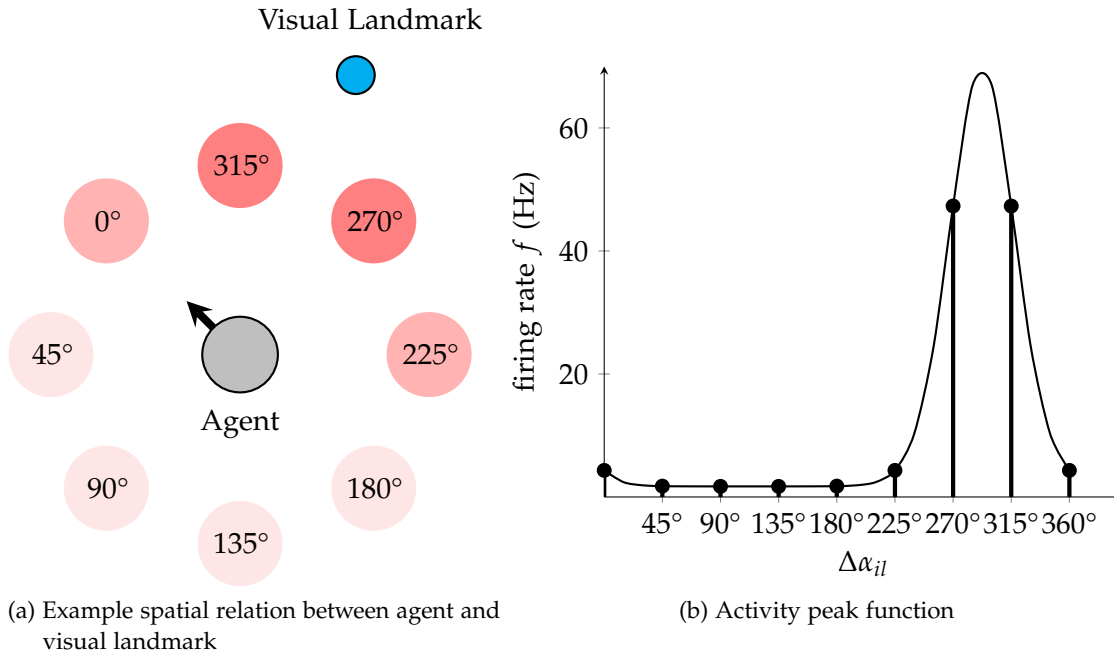 Visual Landmark
315°
0°
270°
45°
225°
Agent
90°
180°
135°
(a) Example spatial relation between agent and
visual landmark
firing rate f (Hz)
60
40
20
45° 90° 135° 180° 225° 270° 315° 360°
Δα_il
(b) Activity peak function